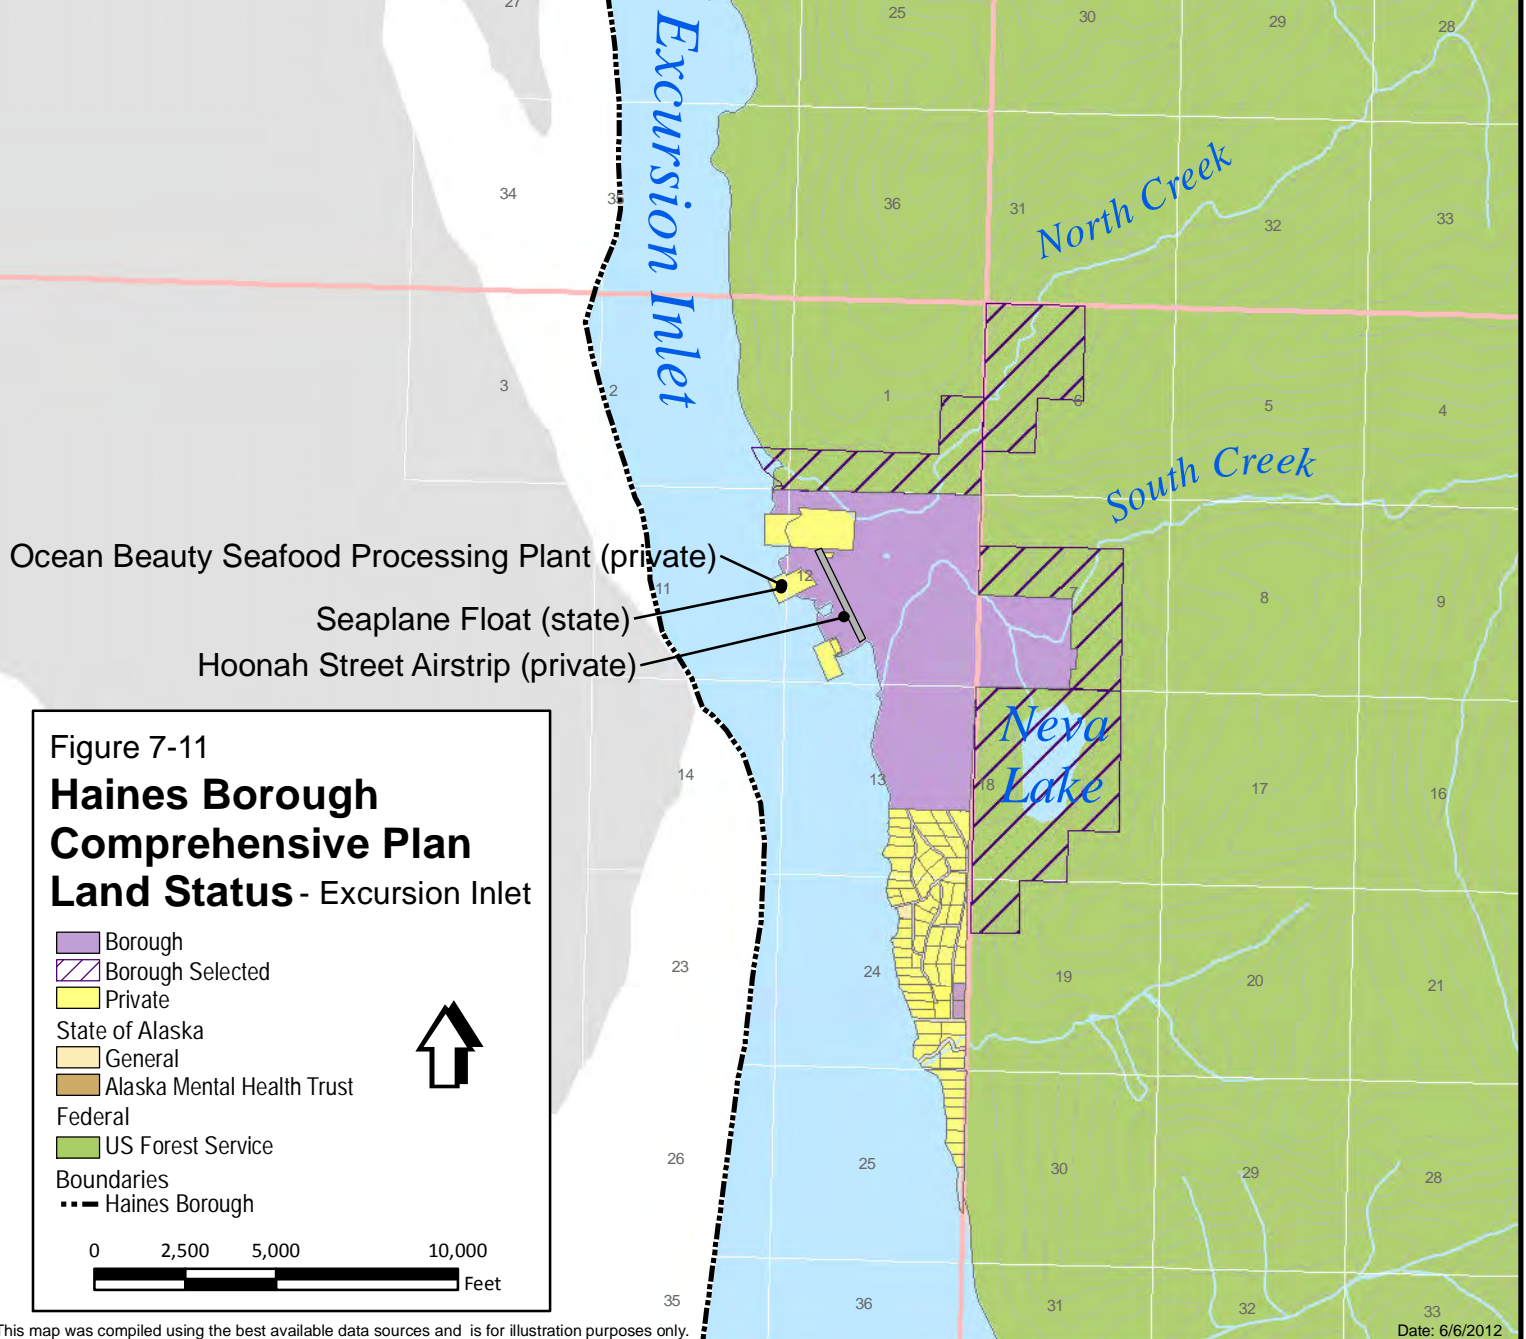 27
25
30
29
28
Excursion Inlet
34
35
36
31
North Creek
32
33
3
2
1
6
5
4
South Creek
Ocean Beauty Seafood Processing Plant (private)
12
11
7
8
9
Seaplane Float (state)
Hoonah Street Airstrip (private)
Neva
Lake
14
13
18
17
16
Figure 7-11
Haines Borough
Comprehensive Plan
Land Status - Excursion Inlet
Borough
Borough Selected
Private
State of Alaska
General
Alaska Mental Health Trust
Federal
US Forest Service
Boundaries
Haines Borough
0 2,500 5,000 10,000
Feet
23
24
19
20
21
26
25
30
29
28
35
36
31
32
33
This map was compiled using the best available data sources and is for illustration purposes only.
Date: 6/6/2012